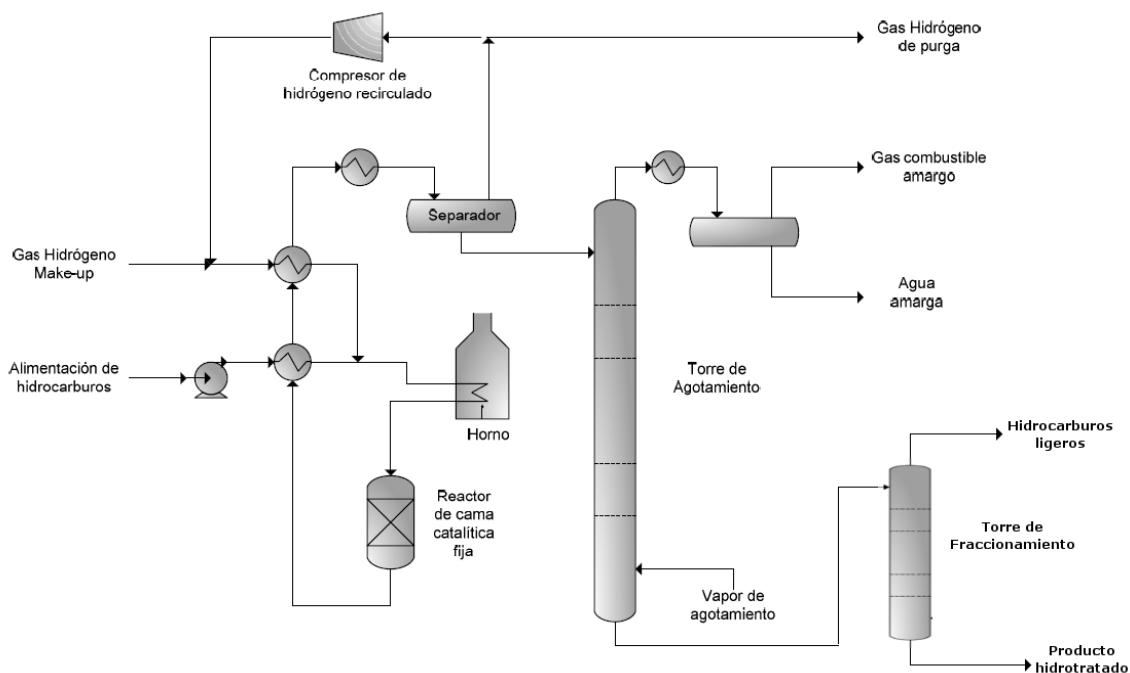 Gas Hidrógeno
de purga
Compresor de
hidrógeno recirculado
Gas combustible
amargo
Separador
Gas Hidrógeno
Make-up
Agua
amarga
Alimentación de
hidrocarburos
Torre de
Agotamiento
Horno
Hidrocarburos
ligeros
Reactor
de cama
catalítica
fija
Torre de
Fraccionamiento
Vapor de
agotamiento
Producto
hidrotratado